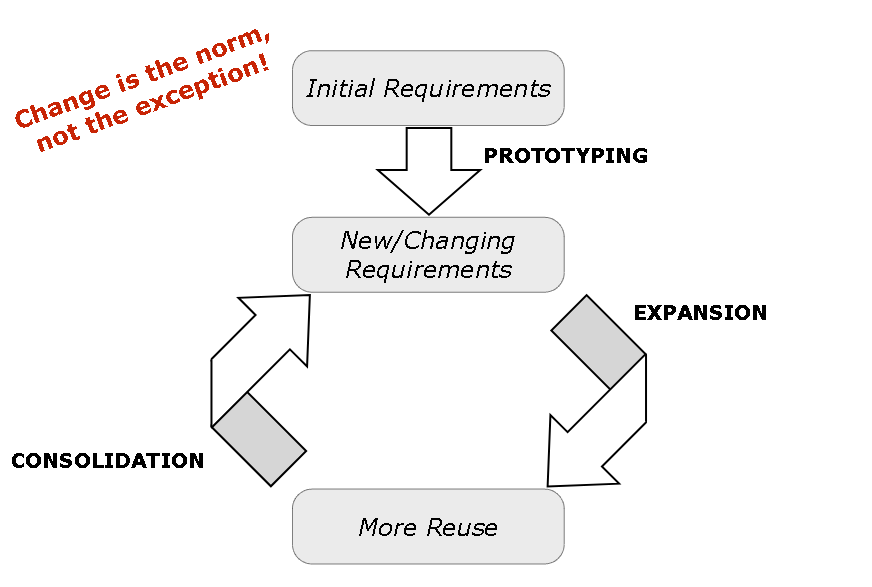 Change is the norm,
not the exception!
Initial Requirements
PROTOTYPING
New/Changing
Requirements
EXPANSION
CONSOLIDATION
More Reuse